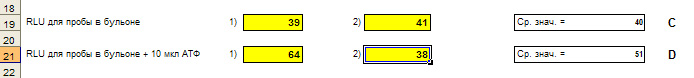 18
19 RLU для пробы в бульоне 1) 39 2) 41 Ср. знач. = 40 C
20
21 RLU для пробы в бульоне + 10 мкл АТФ 1) 64 2) 38 Ср. знач. = 51 D
22